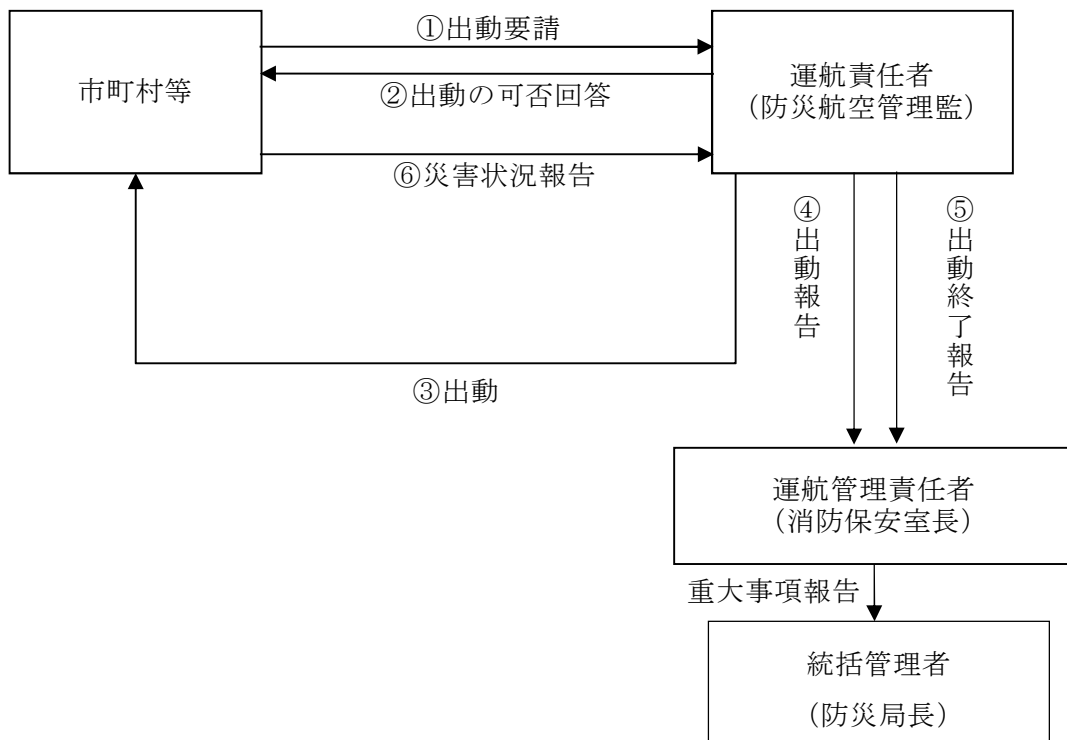 ①出動要請
市町村等
運航責任者
（防災航空管理監）
②出動の可否回答
⑥災害状況報告
④出動報告
⑤出動終了報告
③出動
運航管理責任者
（消防保安室長）
重大事項報告
統括管理者
（防災局長）